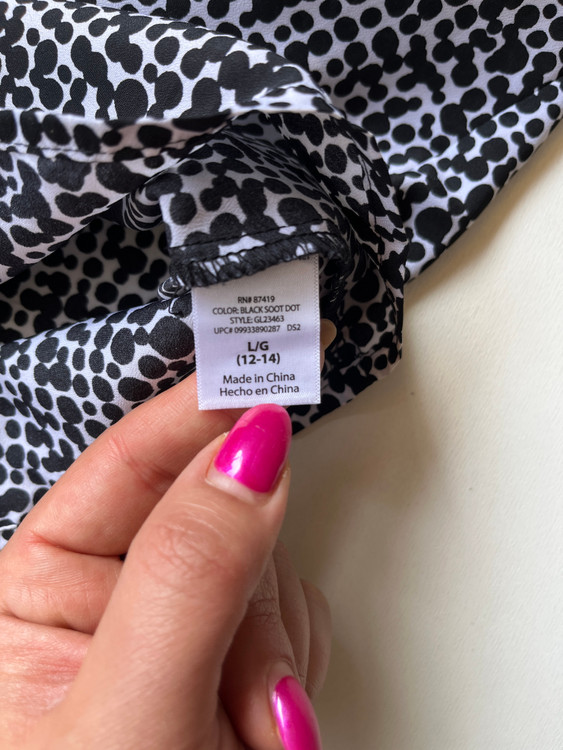 RN# 87419
COLOR: BLACK SOOT DOT
STYLE: GL23463
UPC# 09933890287 DS2
L/G
(12-14)
Made in China
Hecho en China